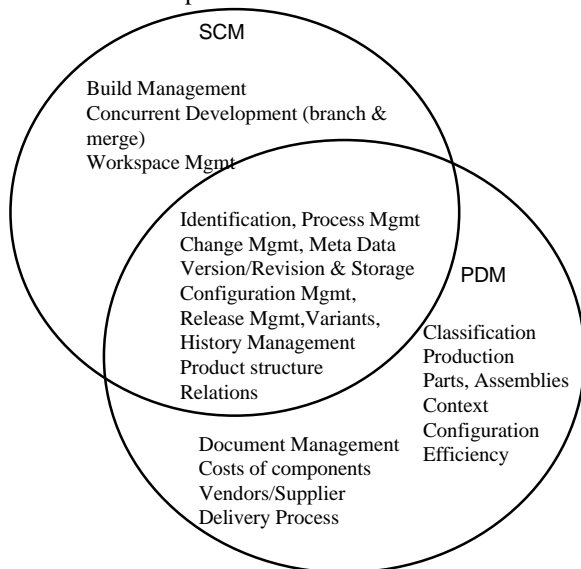 SCM
Build Management
Concurrent Development (branch &
merge)
Workspace Mgmt
Identification, Process Mgmt
Change Mgmt, Meta Data
Version/Revision & Storage
Configuration Mgmt,
Release Mgmt,Variants,
History Management
Product structure
Relations
PDM
Classification
Production
Parts, Assemblies
Context
Configuration
Efficiency
Document Management
Costs of components
Vendors/Supplier
Delivery Process